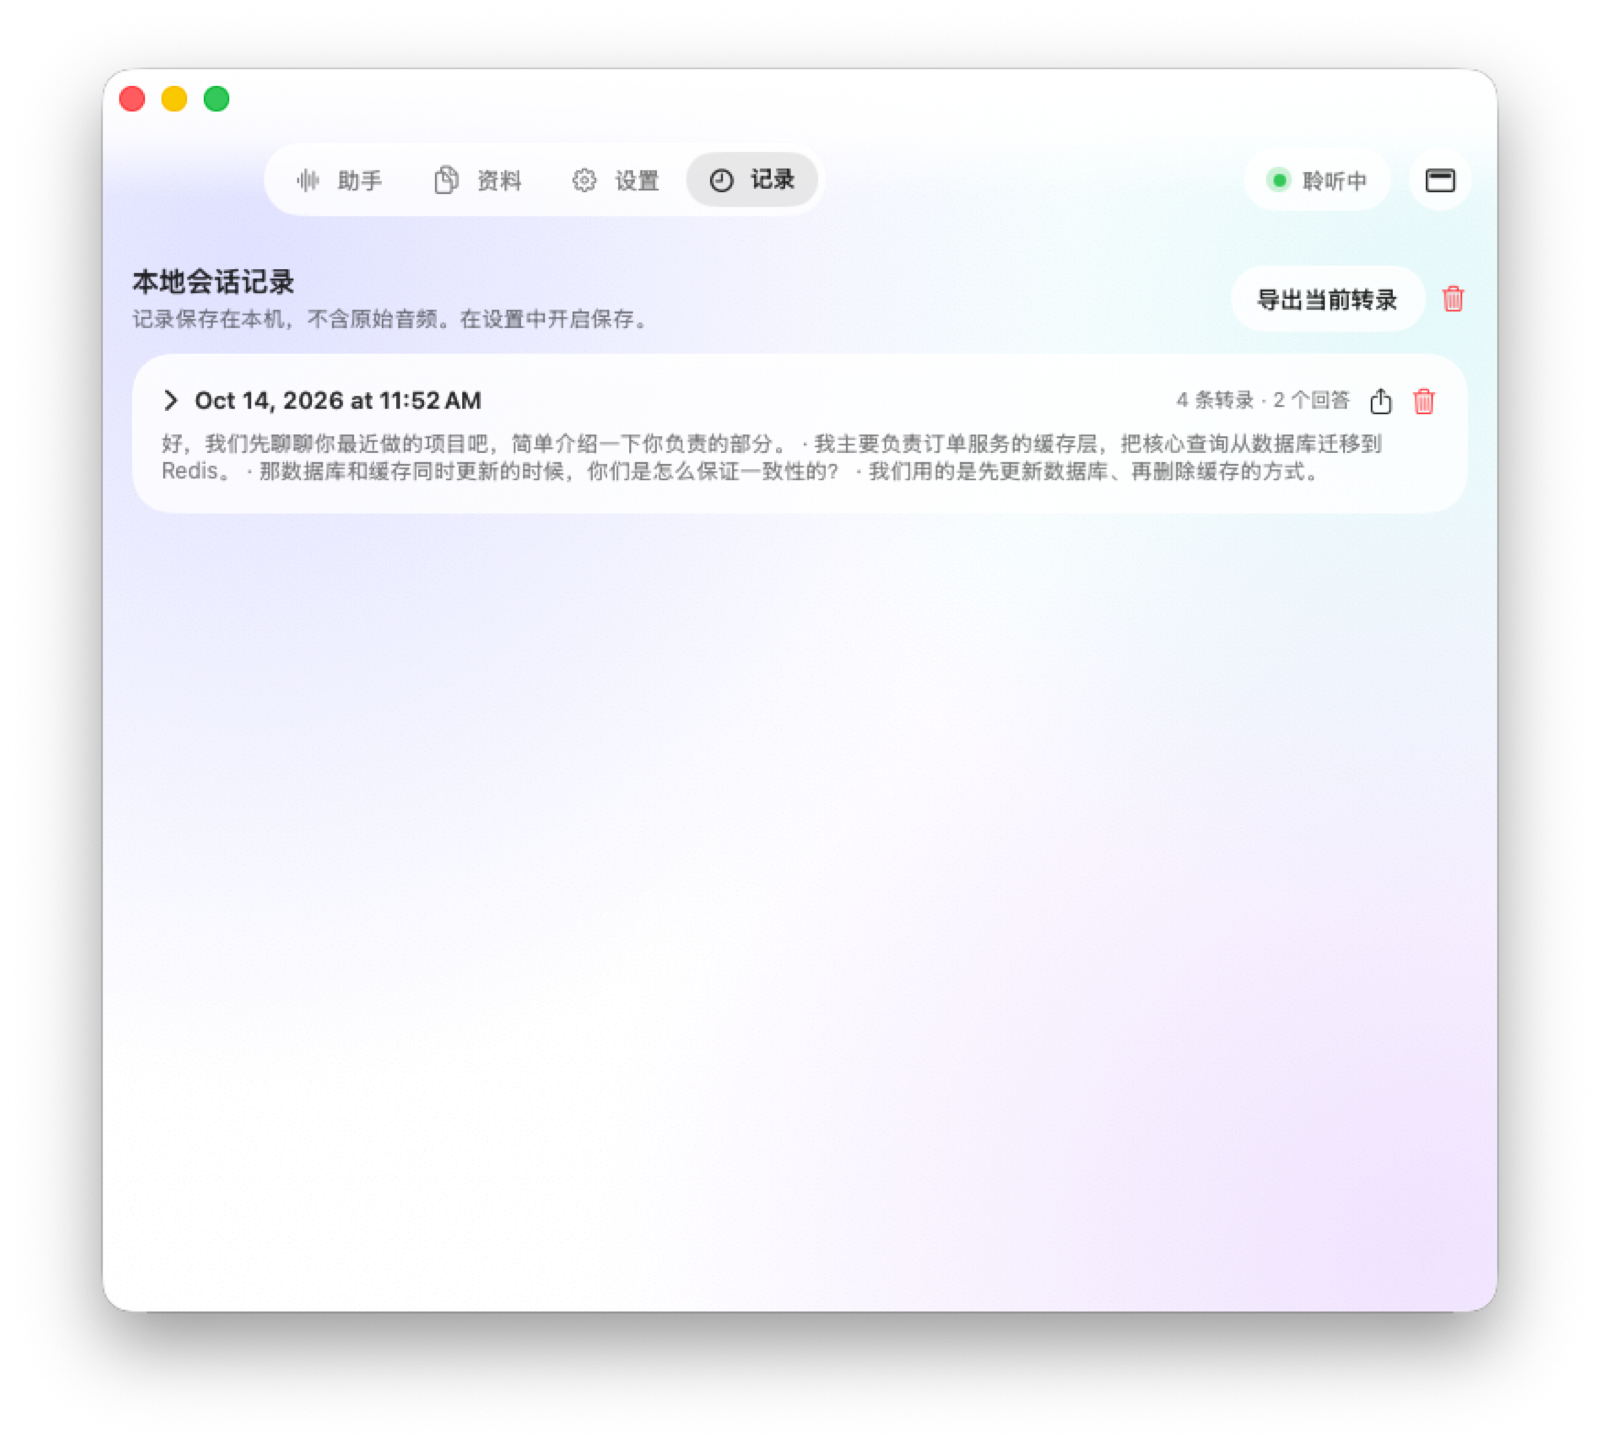 助手 资料 设置 记录 聆听中
本地会话记录
记录保存在本机，不含原始音频。在设置中开启保存。
导出当前转录
Oct 14, 2026 at 11:52 AM
4 条转录 · 2 个回答
好，我们先聊聊你最近做的项目吧，简单介绍一下你负责的部分。 · 我主要负责订单服务的缓存层，把核心查询从数据库迁移到
Redis。 · 那数据库和缓存同时更新的时候，你们是怎么保证一致性的？ · 我们用的是先更新数据库、再删除缓存的方式。